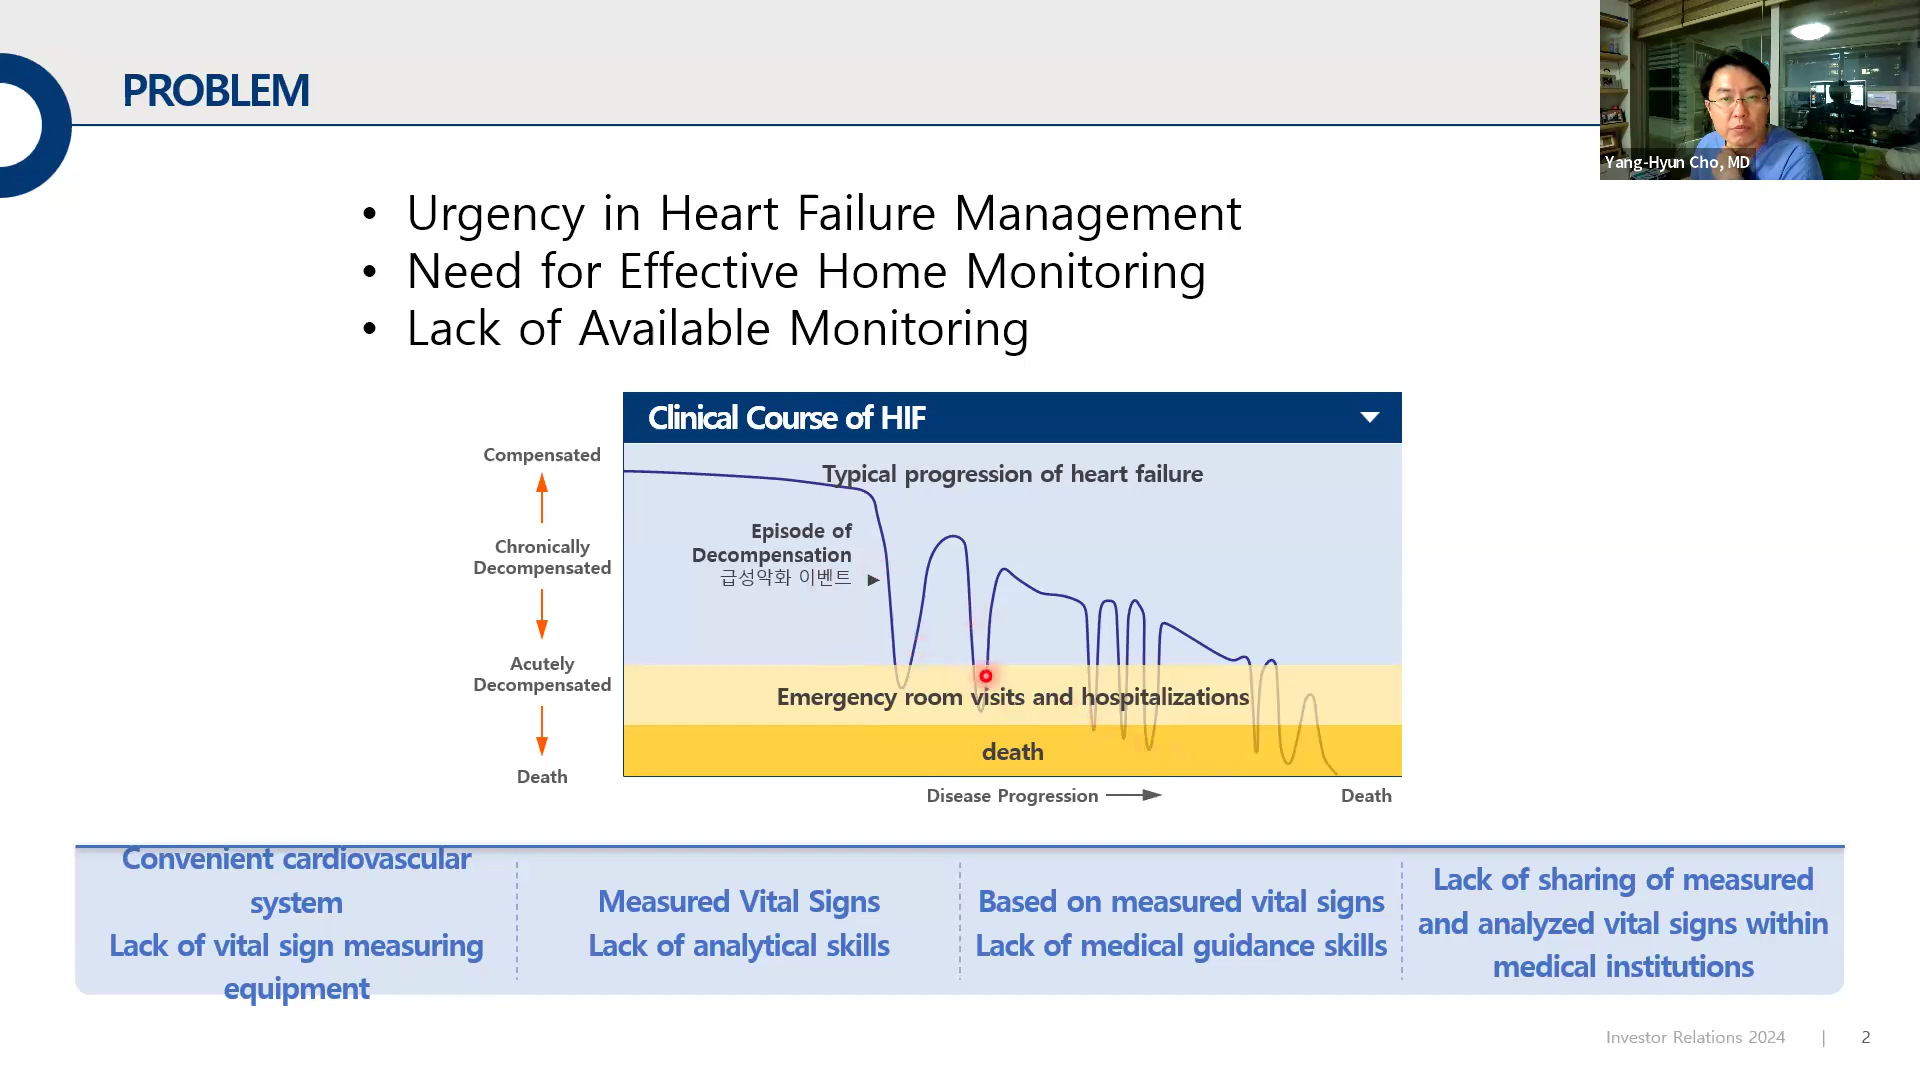 PROBLEM
Yang-Hyun Cho, MD
• Urgency in Heart Failure Management
• Need for Effective Home Monitoring
• Lack of Available Monitoring
Clinical Course of HIF
Compensated
Chronically
Decompensated
Acutely
Decompensated
Death
Typical progression of heart failure
Episode of
Decompensation
급성악화 이벤트
Emergency room visits and hospitalizations
death
Disease Progression
Death
Convenient cardiovascular
system
Lack of vital sign measuring
equipment
Measured Vital Signs
Lack of analytical skills
Based on measured vital signs
Lack of medical guidance skills
Lack of sharing of measured
and analyzed vital signs within
medical institutions
Investor Relations 2024 | 2